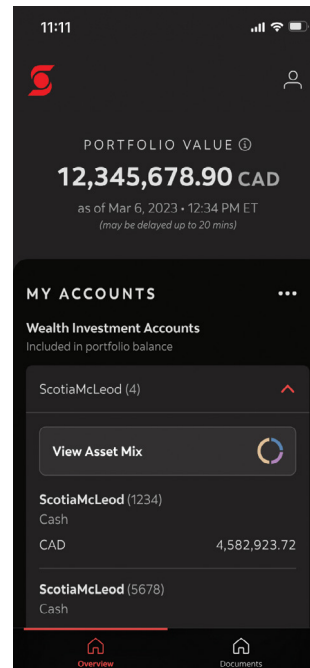 11:11
PORTFOLIO VALUE ⓘ
12,345,678.90 CAD
as of Mar 6, 2023 • 12:34 PM ET
(may be delayed up to 20 mins)
MY ACCOUNTS
Wealth Investment Accounts
Included in portfolio balance
ScotiaMcLeod (4)
View Asset Mix
ScotiaMcLeod (1234)
Cash
CAD 4,582,923.72
ScotiaMcLeod (5678)
Cash
Overview Documents